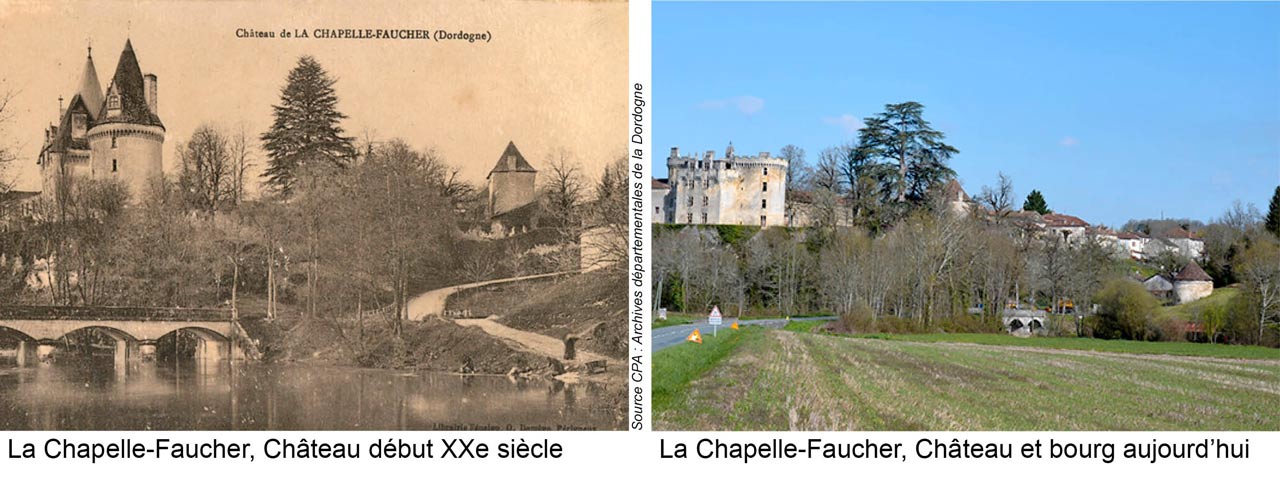 Château de LA CHAPELLE-FAUCHER (Dordogne)
Source CPA : Archives départementales de la Dordogne
La Chapelle-Faucher, Château début XXe siècle
La Chapelle-Faucher, Château et bourg aujourd'hui